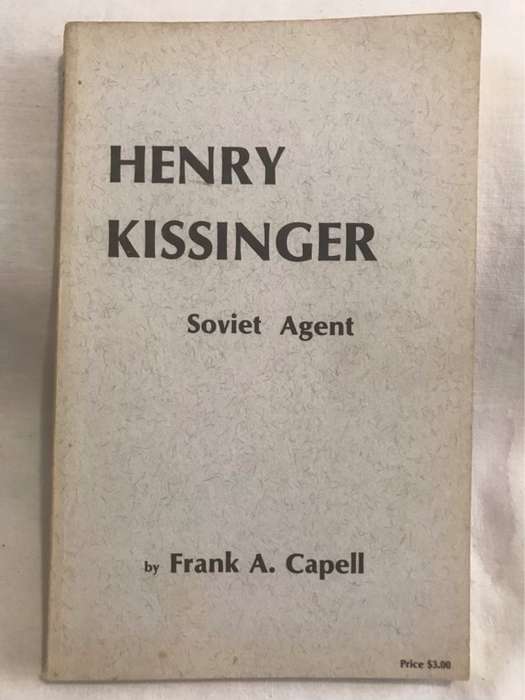 HENRY
KISSINGER
Soviet Agent
by Frank A. Capell
Price $3.00